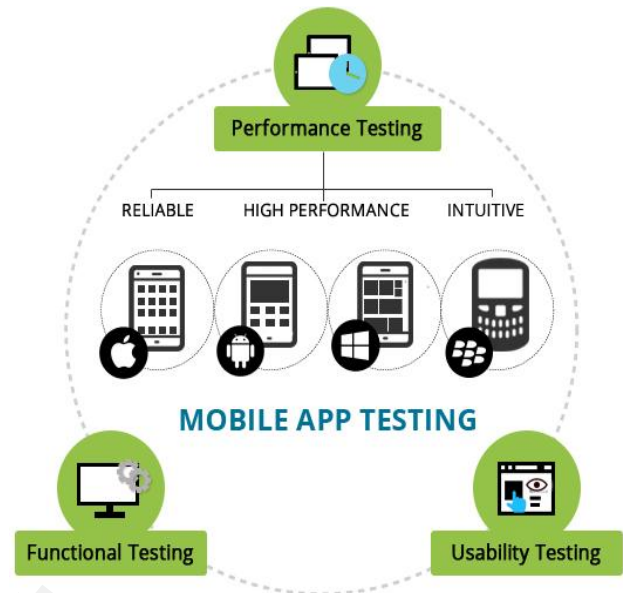 Performance Testing
RELIABLE HIGH PERFORMANCE INTUITIVE
MOBILE APP TESTING
Functional Testing Usability Testing